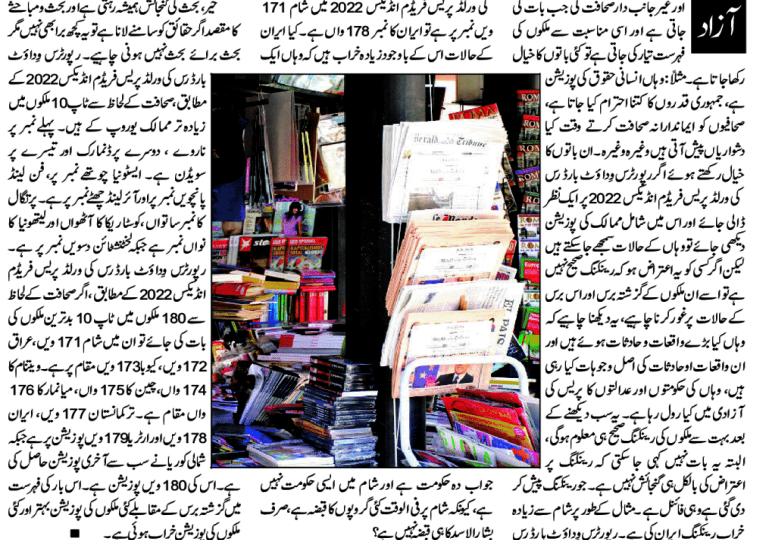 آزاد
اور غیر جانب دار صحافت کی جب بات کی
جاتی ہے اور اسی مناسبت سے ملکوں کی
فہرست تیار کی جاتی ہے تو کئی باتوں کا خیال
رکھا جاتا ہے۔ مثلاً: وہاں انسانی حقوق کی پوزیشن
ہے، جمہوری قدروں کا کتنا احترام کیا جاتا ہے،
صحافیوں کو ایماندارانہ صحافت کرتے وقت کیا
دشواریاں پیش آتی ہیں وغیرہ وغیرہ۔ ان باتوں کا
خیال رکھتے ہوئے اگر رپورٹرس وداؤٹ بارڈرس
کی ورلڈ پریس فریڈم انڈیکس 2022 پر ایک نظر
ڈالی جائے اور اس میں شامل ممالک کی پوزیشن
دیکھی جائے تو وہاں کے حالات سمجھے جاسکتے ہیں
لیکن اگر کسی کو یہ اعتراض ہو کہ رینکنگ صحیح نہیں
ہے تو اسے ان ملکوں کے گزشتہ برس اور اس برس
کے حالات پر غور کرنا چاہیے، یہ دیکھنا چاہیے کہ
وہاں کیا بڑے واقعات و حادثات ہوئے ہیں اور
ان واقعات او حادثات کی اصل وجوہات کیا رہی
ہیں، وہاں کی حکومتوں اور عدالتوں کا پریس کی
آزادی میں کیا رول رہا ہے۔ یہ سب دیکھنے کے
بعد بہت سے ملکوں کی رینکنگ صحیح ہی معلوم ہوگی،
البتہ یہ بات نہیں کہی جا سکتی کہ رینکنگ پر
اعتراض کی بالکل ہی گنجائش نہیں ہے۔ جو رینکنگ پیش کر
دی گئی ہے وہی فائنل ہے۔ مثال کے طور پر شام سے زیادہ
خراب رینکنگ ایران کی ہے۔ رپورٹرس وداؤٹ بارڈرس
کی ورلڈ پریس فریڈم انڈیکس 2022 میں شام 171
ویں نمبر پر ہے تو ایران کا نمبر 178 واں ہے۔ کیا ایران
کے حالات اس کے باوجود زیادہ خراب ہیں کہ وہاں ایک
جواب دہ حکومت ہے اور شام میں ایسی حکومت نہیں
ہے، کیونکہ شام پر فی الوقت کئی گروپوں کا قبضہ ہے، صرف
بشار الاسد کا ہی قبضہ نہیں ہے؟
خیر، بحث کی گنجائش ہمیشہ رہتی ہے اور بحث و مباحثے
کا مقصد اگر حقائق کو سامنے لانا ہے تو یہ کچھ برا بھی نہیں مگر
بحث برائے بحث نہیں ہونی چاہیے۔ رپورٹرس وداؤٹ
بارڈرس کی ورلڈ پریس فریڈم انڈیکس 2022 کے
مطابق، صحافت کے لحاظ سے ٹاپ 10 ملکوں میں
زیادہ تر ممالک یوروپ کے ہیں۔ پہلے نمبر پر
ناروے، دوسرے پر ڈنمارک اور تیسرے پر
سویڈن ہے۔ ایسٹونیا چوتھے نمبر پر، فن لینڈ
پانچویں نمبر پر اور آئر لینڈ چھٹے نمبر پر ہے۔ پرتگال
کا نمبر ساتواں، کوسٹاریکا کا آٹھواں اور لیتھونیا کا
نواں نمبر ہے جبکہ لیختنشٹائن دسویں نمبر پر ہے۔
رپورٹرس وداؤٹ بارڈرس کی ورلڈ پریس فریڈم
انڈیکس 2022 کے مطابق، اگر صحافت کے لحاظ
سے 180 ملکوں میں ٹاپ 10 بدترین ملکوں کی
بات کی جائے تو ان میں شام 171 ویں، عراق
172 ویں، کیوبا 173 ویں مقام پر ہے۔ ویتنام کا
174 واں، چین کا 175 واں، میانمار کا 176
واں مقام ہے۔ ترکمانستان 177 ویں، ایران
178 ویں اور ارٹریا 179 ویں پوزیشن پر ہے جبکہ
شمالی کوریا نے سب سے آخری پوزیشن حاصل کی
ہے۔ اس کی 180 ویں پوزیشن ہے۔ اس بار کی فہرست
میں گزشتہ برس کے مقابلے کئی ملکوں کی پوزیشن بہتر اور کئی
ملکوں کی پوزیشن خراب ہوئی ہے۔
Herald Tribune
EL PAIS
stern
KAPITALISMUS
ROM